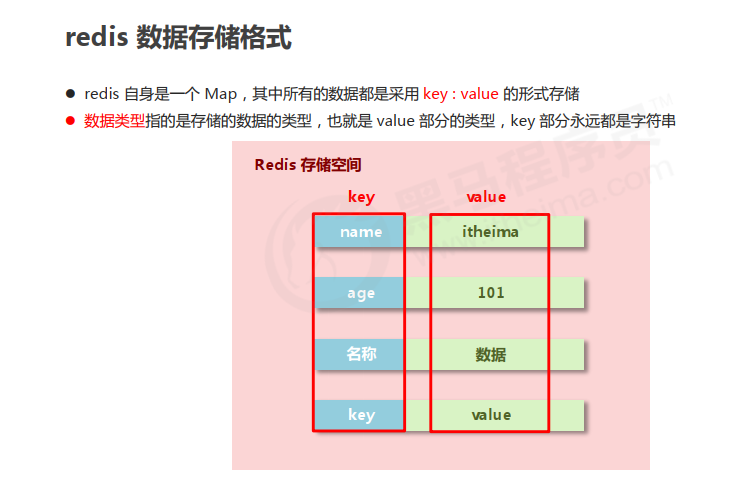 redis 数据存储格式
redis 自身是一个 Map，其中所有的数据都是采用 key : value 的形式存储
数据类型指的是存储的数据的类型，也就是 value 部分的类型，key 部分永远都是字符串
Redis 存储空间
key value
name itheima
age 101
名称 数据
key value
黑马程序员™
www.itheima.com